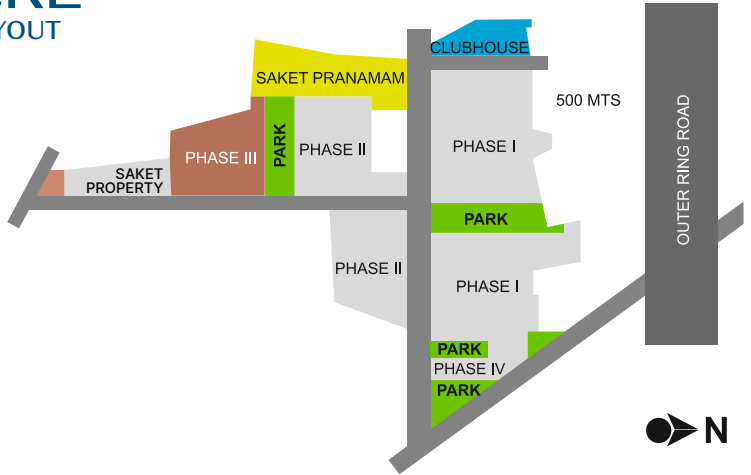 YOUT
CLUBHOUSE
SAKET PRANAMAM
500 MTS
PHASE III
PARK
PHASE II
PHASE I
SAKET
PROPERTY
PARK
OUTER RING ROAD
PHASE II
PHASE I
PARK
PHASE IV
PARK
N